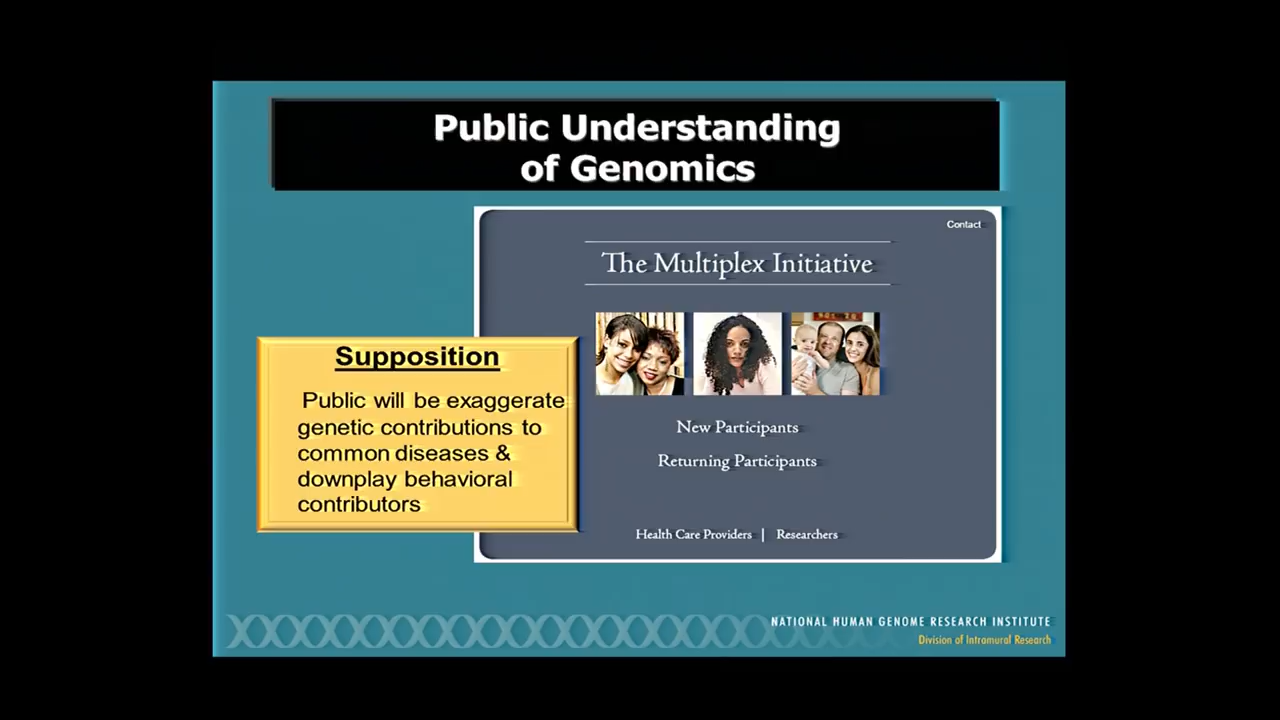 Public Understanding
of Genomics
Contact
The Multiplex Initiative
Supposition
Public will be exaggerate
genetic contributions to
common diseases &
downplay behavioral
contributors
New Participants
Returning Participants
Health Care Providers | Researchers
NATIONAL HUMAN GENOME RESEARCH INSTITUTE
Division of Intramural Research